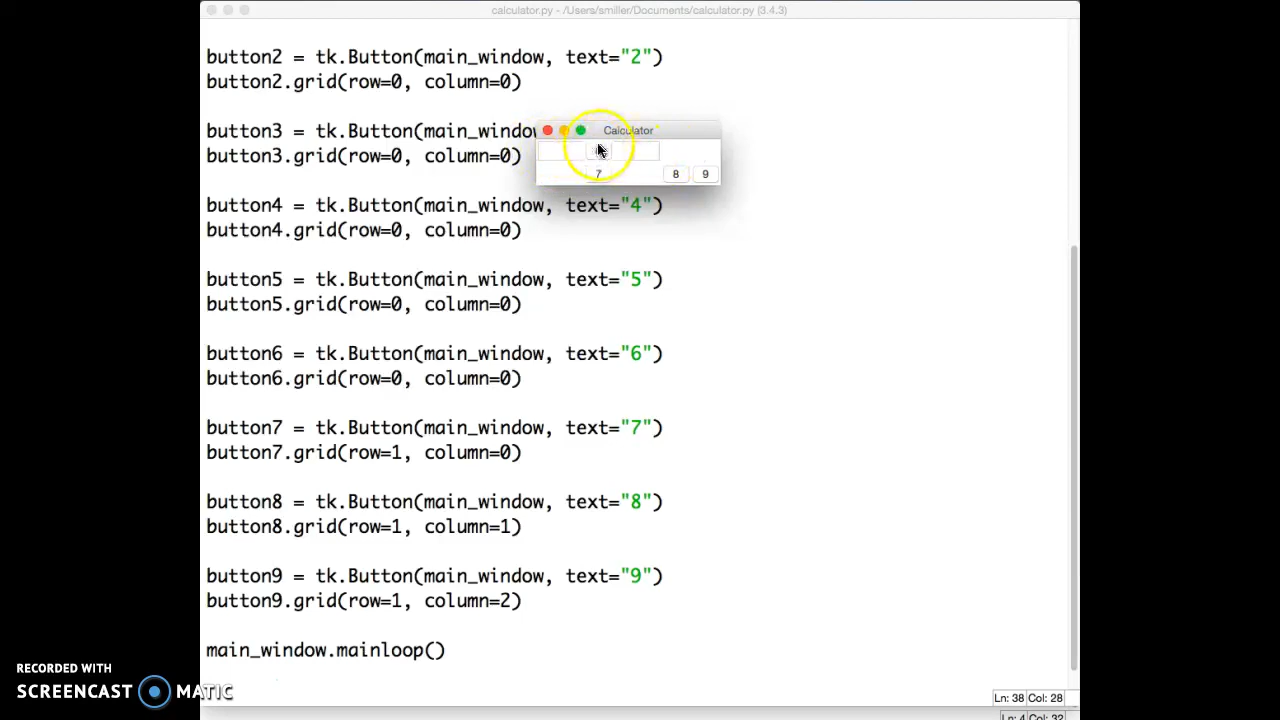 calculator.py - /Users/smiller/Documents/calculator.py (3.4.3)
button2 = tk.Button(main_window, text="2")
button2.grid(row=0, column=0)
button3 = tk.Button(main_window
button3.grid(row=0, column=0)
Calculator
7 8 9
button4 = tk.Button(main_window, text="4")
button4.grid(row=0, column=0)
button5 = tk.Button(main_window, text="5")
button5.grid(row=0, column=0)
button6 = tk.Button(main_window, text="6")
button6.grid(row=0, column=0)
button7 = tk.Button(main_window, text="7")
button7.grid(row=1, column=0)
button8 = tk.Button(main_window, text="8")
button8.grid(row=1, column=1)
button9 = tk.Button(main_window, text="9")
button9.grid(row=1, column=2)
main_window.mainloop()
RECORDED WITH
SCREENCAST MATIC
Ln: 38 Col: 28
Ln: 4 Col: 32